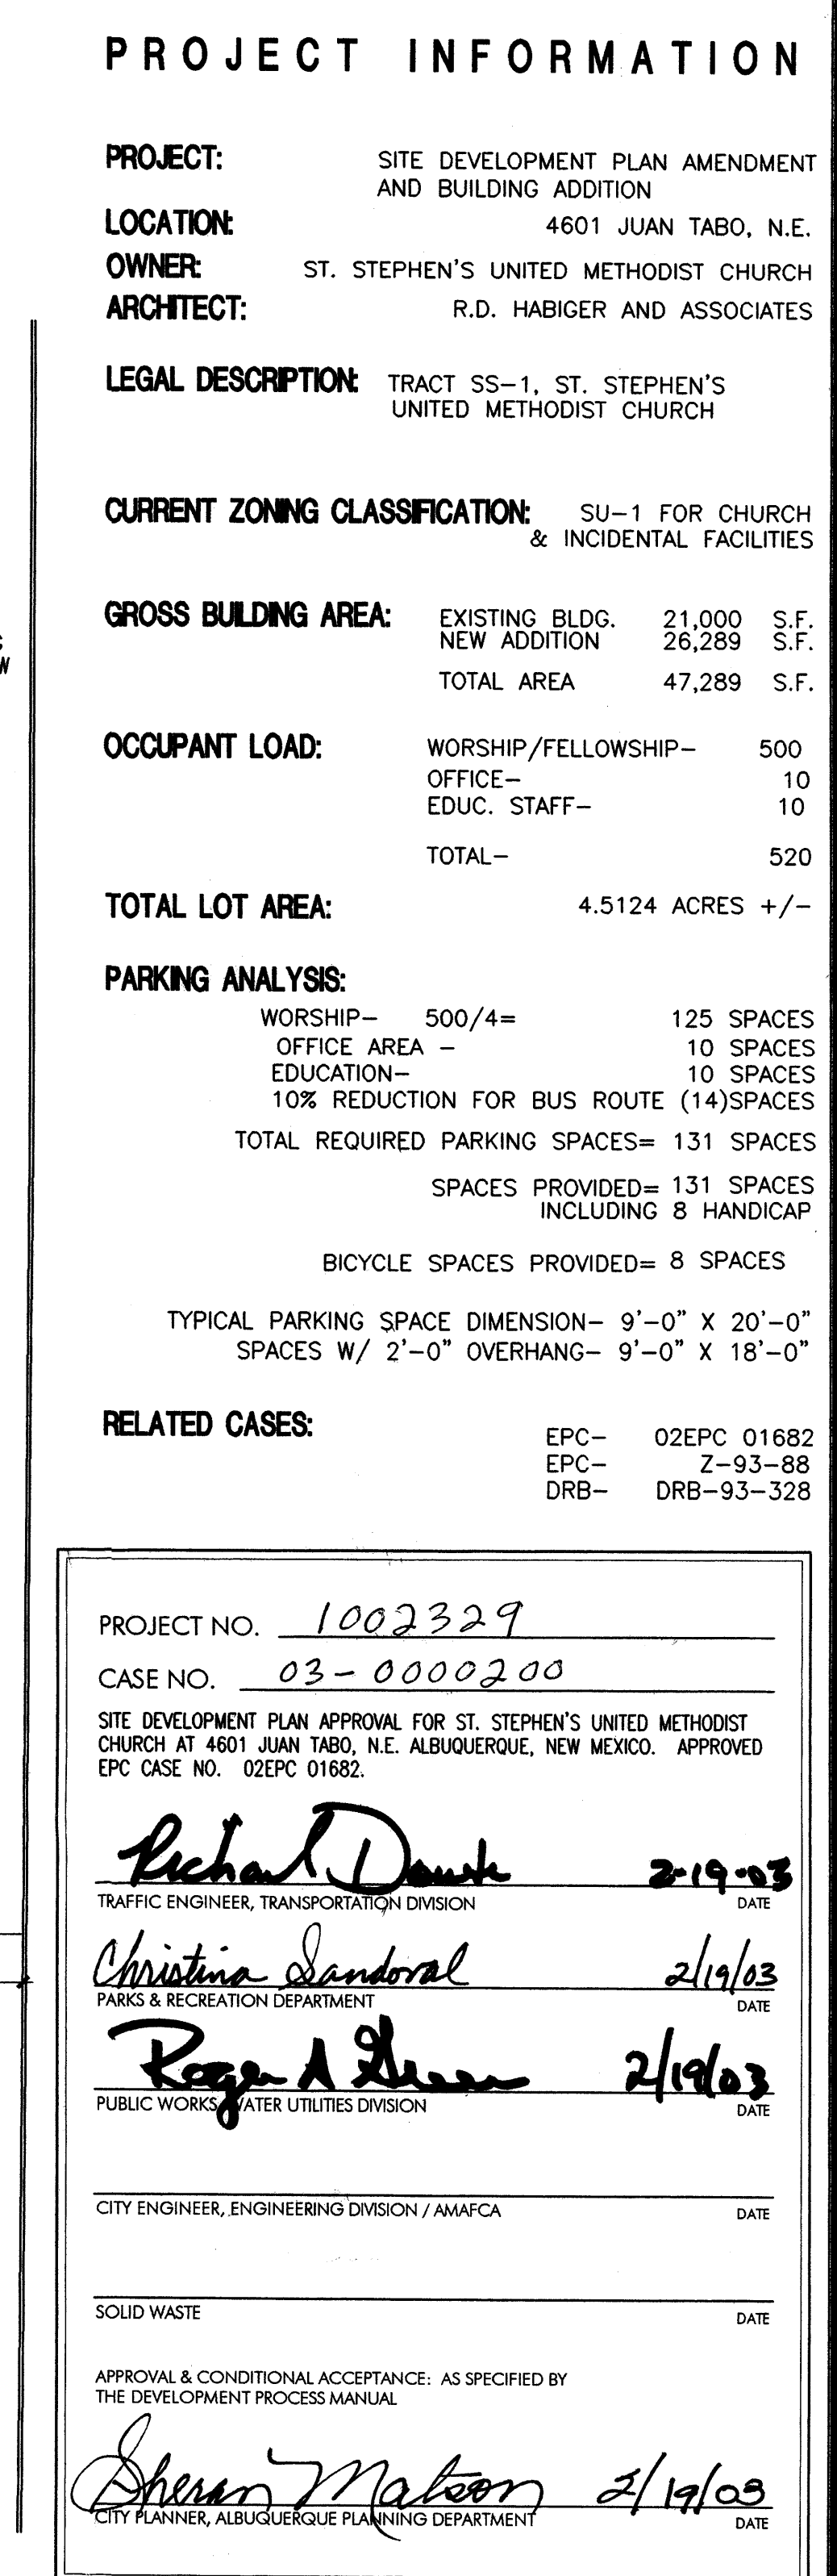 PROJECT INFORMATION
PROJECT: SITE DEVELOPMENT PLAN AMENDMENT
AND BUILDING ADDITION
LOCATION: 4601 JUAN TABO, N.E.
OWNER: ST. STEPHEN'S UNITED METHODIST CHURCH
ARCHITECT: R.D. HABIGER AND ASSOCIATES
LEGAL DESCRIPTION: TRACT SS-1, ST. STEPHEN'S
UNITED METHODIST CHURCH
CURRENT ZONING CLASSIFICATION: SU-1 FOR CHURCH
& INCIDENTAL FACILITIES
GROSS BUILDING AREA: EXISTING BLDG. 21,000 S.F.
NEW ADDITION 26,289 S.F.
W
TOTAL AREA 47,289 S.F.
OCCUPANT LOAD: WORSHIP/FELLOWSHIP- 500
OFFICE- 10
EDUC. STAFF- 10
TOTAL- 520
TOTAL LOT AREA: 4.5124 ACRES +/-
PARKING ANALYSIS:
WORSHIP- 500/4= 125 SPACES
OFFICE AREA - 10 SPACES
EDUCATION- 10 SPACES
10% REDUCTION FOR BUS ROUTE (14)SPACES
TOTAL REQUIRED PARKING SPACES= 131 SPACES
SPACES PROVIDED= 131 SPACES
INCLUDING 8 HANDICAP
BICYCLE SPACES PROVIDED= 8 SPACES
TYPICAL PARKING SPACE DIMENSION- 9'-0" X 20'-0"
SPACES W/ 2'-0" OVERHANG- 9'-0" X 18'-0"
RELATED CASES:
EPC- 02EPC 01682
EPC- Z-93-88
DRB- DRB-93-328
PROJECT NO. 1002329
CASE NO. 03-0000200
SITE DEVELOPMENT PLAN APPROVAL FOR ST. STEPHEN'S UNITED METHODIST
CHURCH AT 4601 JUAN TABO, N.E. ALBUQUERQUE, NEW MEXICO. APPROVED
EPC CASE NO. 02EPC 01682.
Richard 2-19-03
TRAFFIC ENGINEER, TRANSPORTATION DIVISION DATE
Christina Sandoval 2/19/03
PARKS & RECREATION DEPARTMENT DATE
Roger A Green 2/19/03
PUBLIC WORKS, WATER UTILITIES DIVISION DATE
CITY ENGINEER, ENGINEERING DIVISION / AMAFCA DATE
SOLID WASTE DATE
APPROVAL & CONDITIONAL ACCEPTANCE: AS SPECIFIED BY
THE DEVELOPMENT PROCESS MANUAL
Sheran Matson 2/19/03
CITY PLANNER, ALBUQUERQUE PLANNING DEPARTMENT DATE